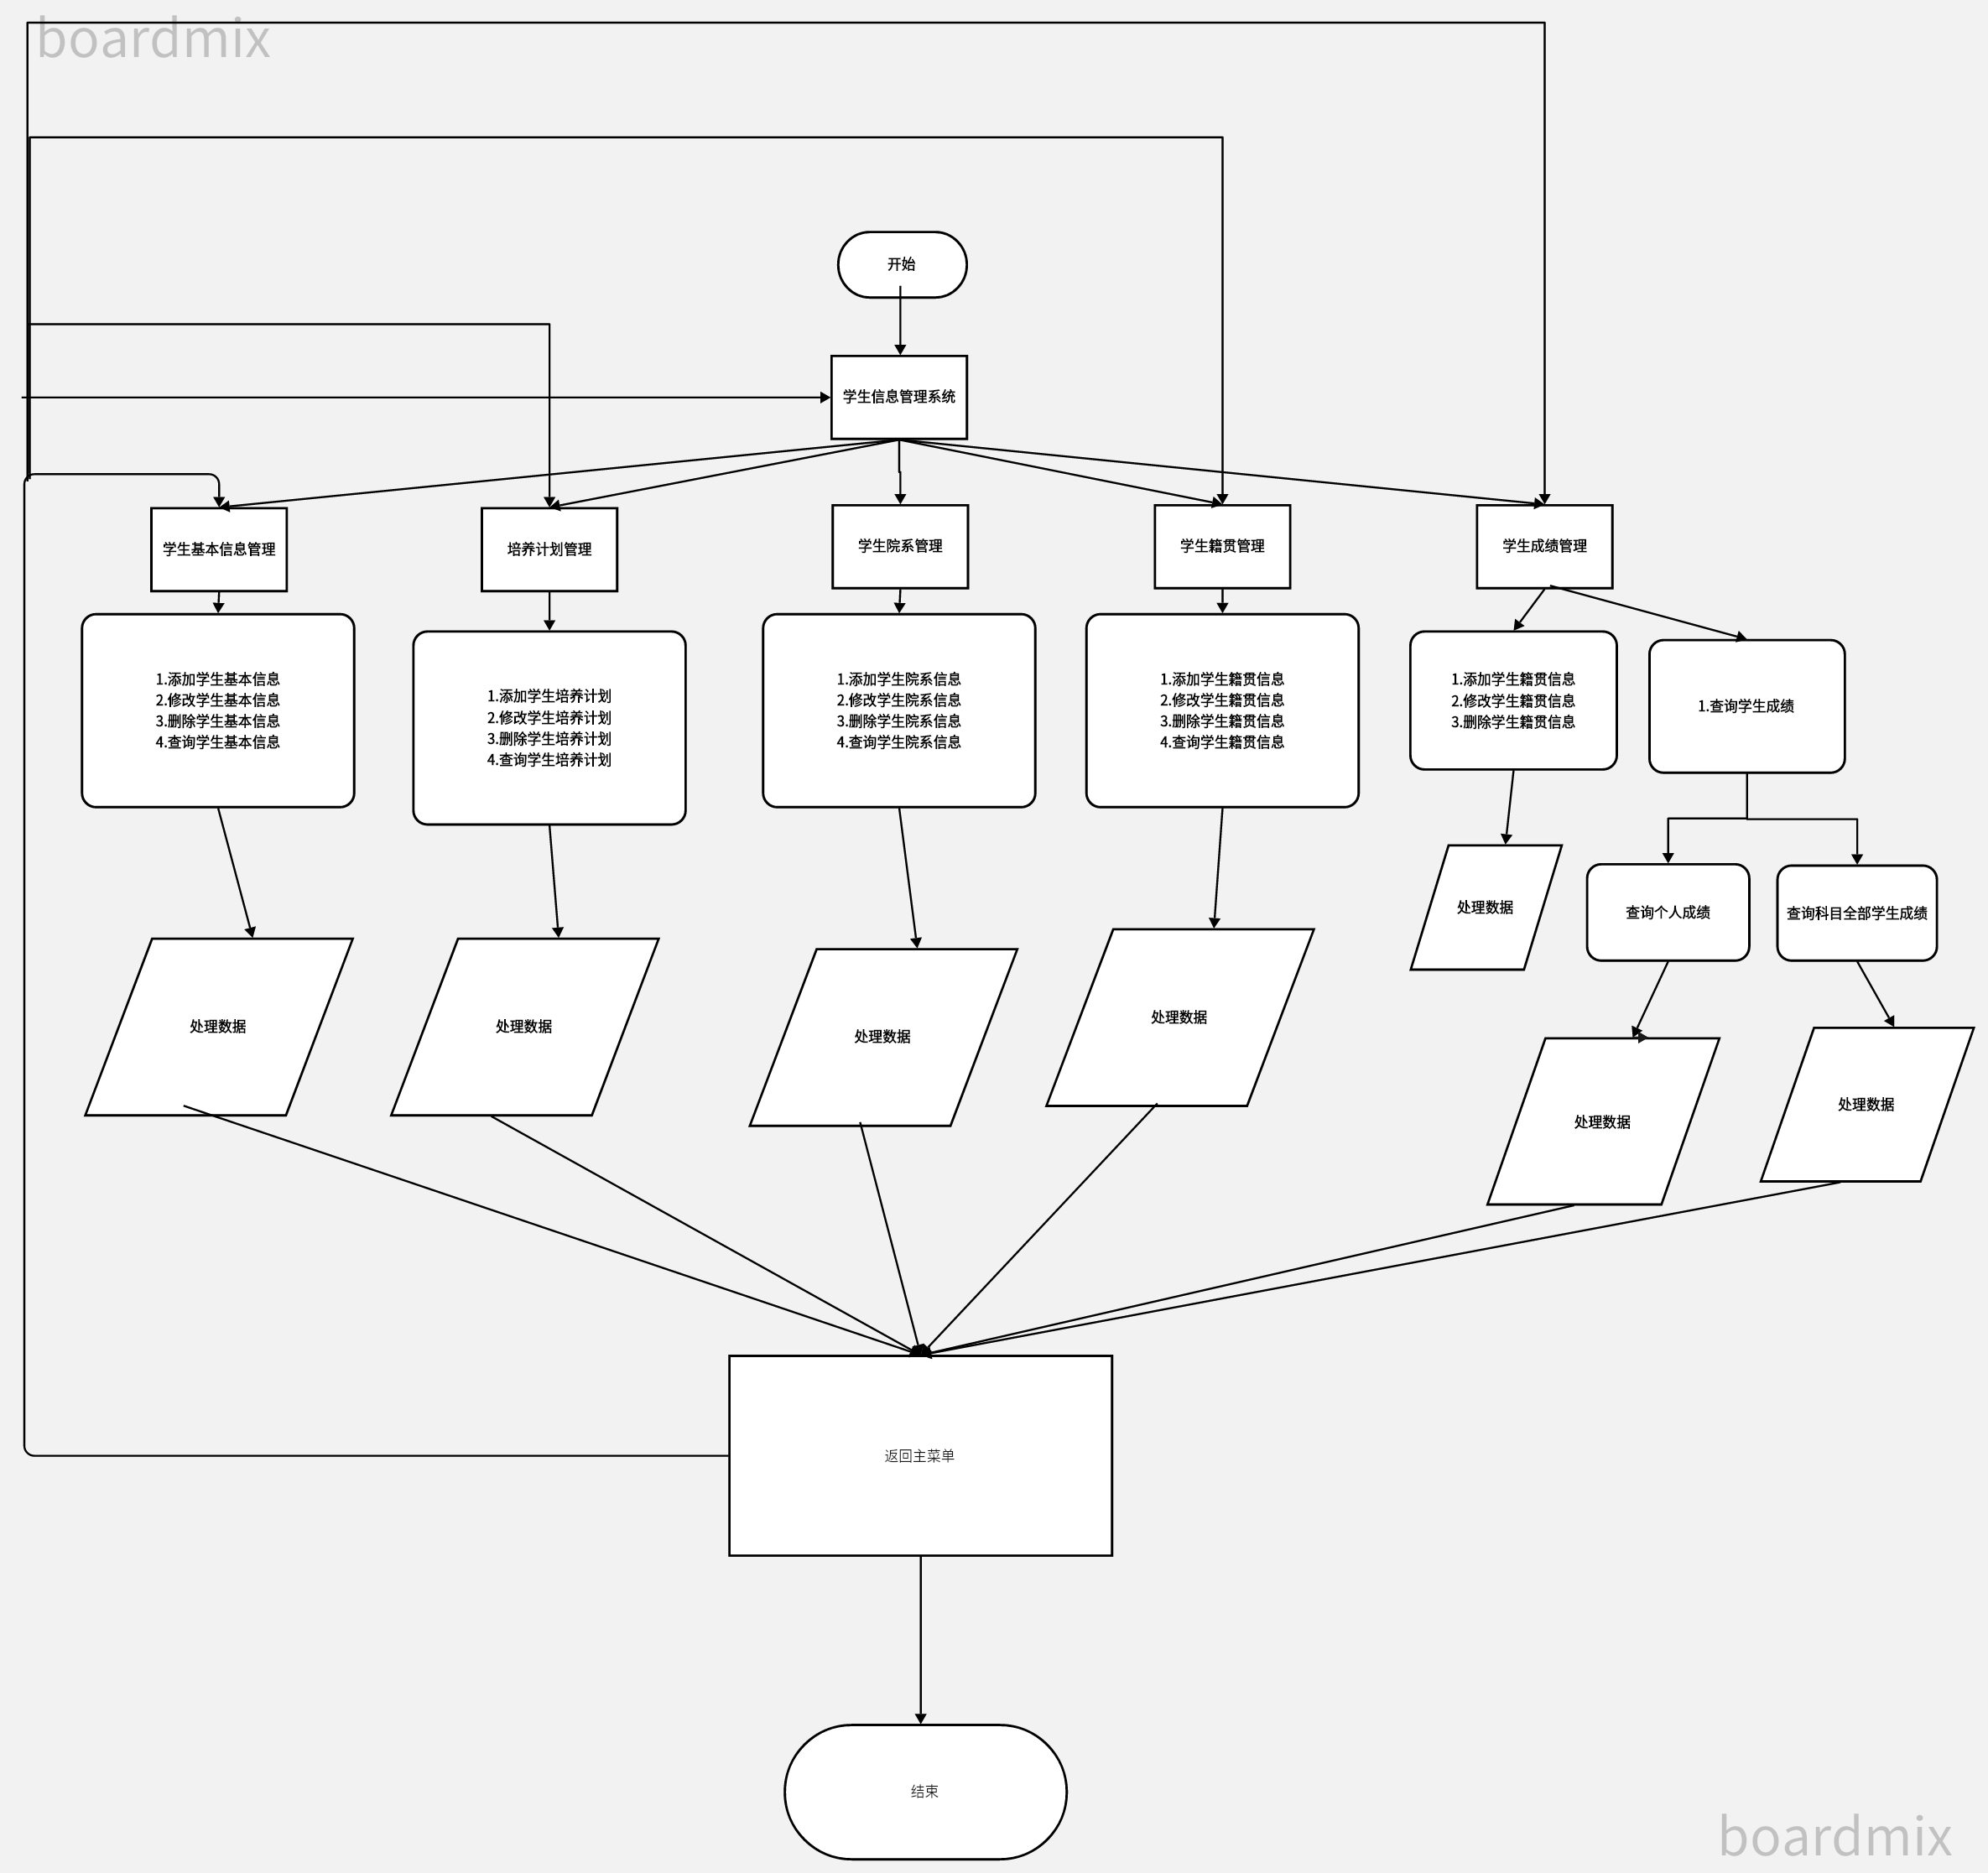 boardmix
开始
学生信息管理系统
学生基本信息管理
培养计划管理
学生院系管理
学生籍贯管理
学生成绩管理
1.添加学生基本信息
2.修改学生基本信息
3.删除学生基本信息
4.查询学生基本信息
1.添加学生培养计划
2.修改学生培养计划
3.删除学生培养计划
4.查询学生培养计划
1.添加学生院系信息
2.修改学生院系信息
3.删除学生院系信息
4.查询学生院系信息
1.添加学生籍贯信息
2.修改学生籍贯信息
3.删除学生籍贯信息
4.查询学生籍贯信息
1.添加学生籍贯信息
2.修改学生籍贯信息
3.删除学生籍贯信息
1.查询学生成绩
处理数据
查询个人成绩
查询科目全部学生成绩
处理数据
处理数据
处理数据
处理数据
处理数据
处理数据
返回主菜单
结束
boardmix